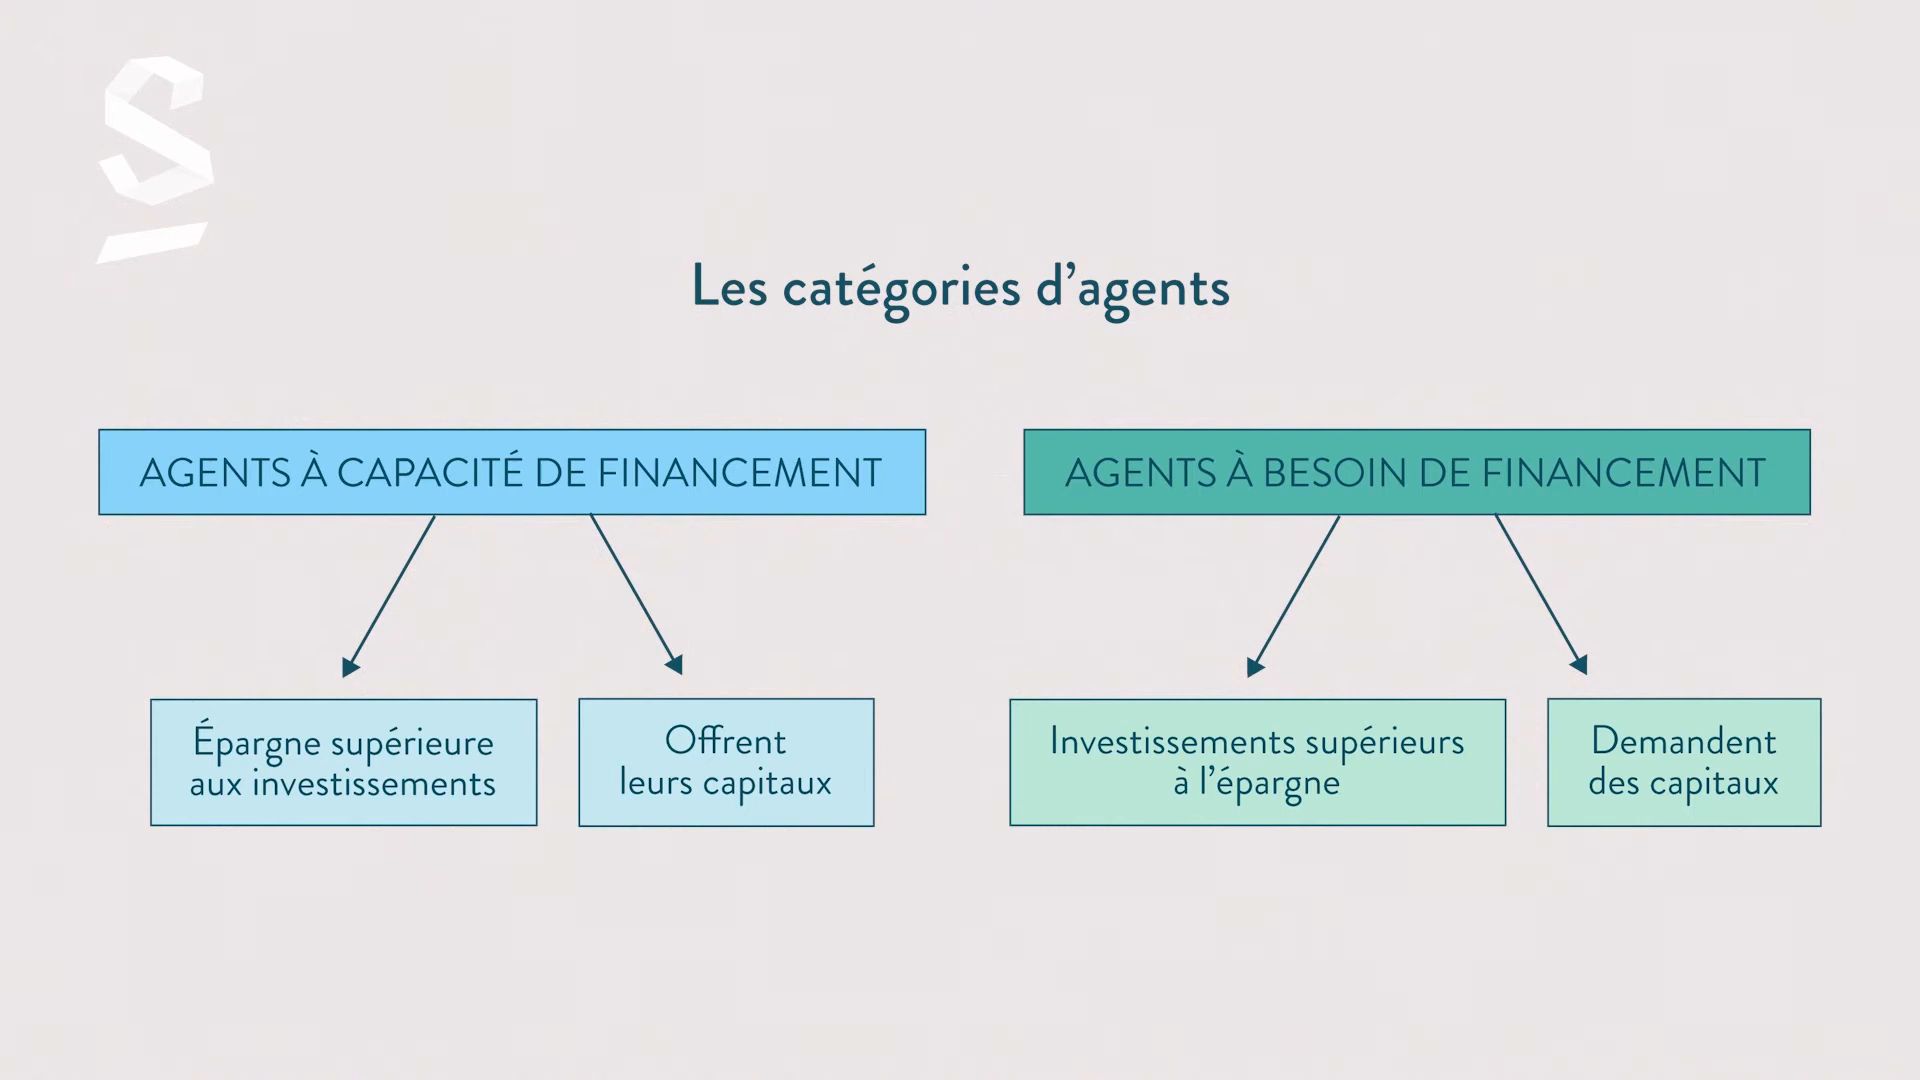 S
Les catégories d’agents
AGENTS À CAPACITÉ DE FINANCEMENT
Épargne supérieure
aux investissements
Offrent
leurs capitaux
AGENTS À BESOIN DE FINANCEMENT
Investissements supérieurs
à l’épargne
Demandent
des capitaux